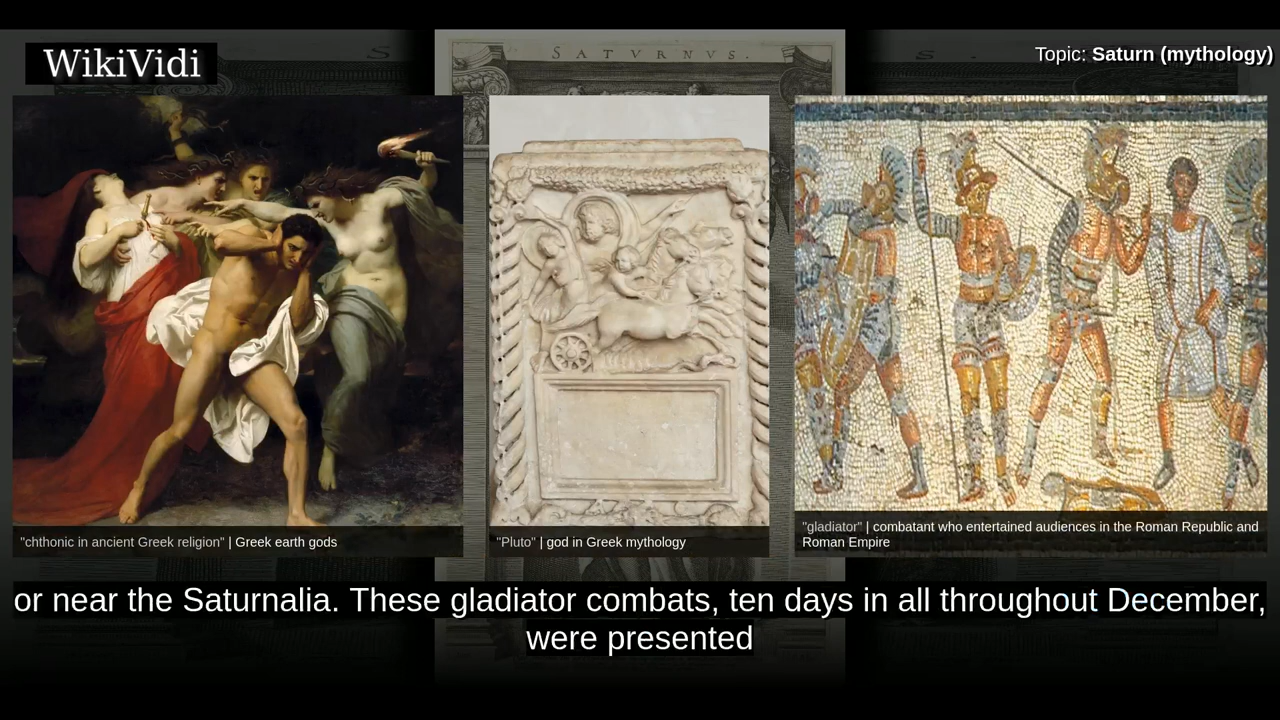 SATVRNVS.
WikiVidi
Topic: Saturn (mythology)
"chthonic in ancient Greek religion" | Greek earth gods
"Pluto" | god in Greek mythology
"gladiator" | combatant who entertained audiences in the Roman Republic and
Roman Empire
or near the Saturnalia. These gladiator combats, ten days in all throughout December,
were presented